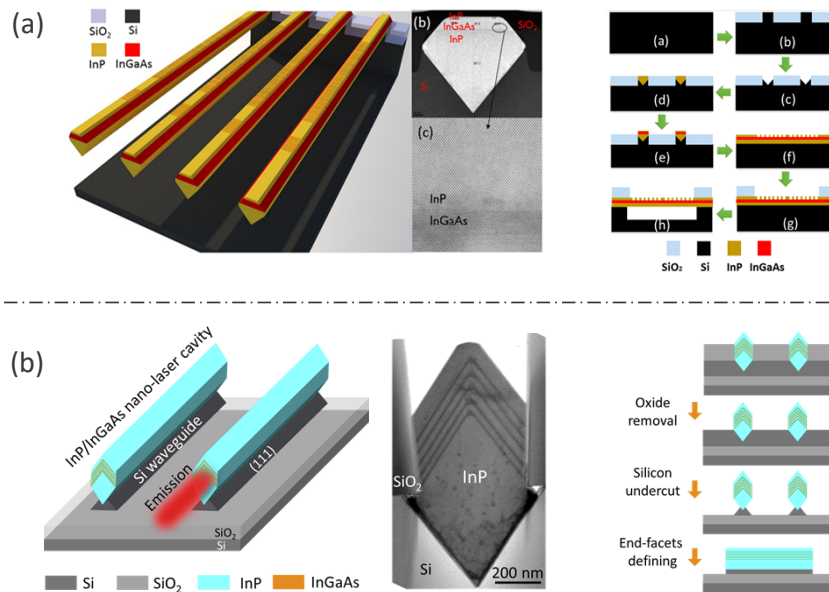 (a)
SiO2 Si
InP InGaAs
(b)
InP
InGaAs
InP
SiO2
Si
(c)
InP
InGaAs
(a)
(b)
(d)
(c)
(e)
(f)
(h)
(g)
SiO2 Si InP InGaAs
(b)
InP/InGaAs nano-laser cavity
Si waveguide
(111)
Emission
SiO2
Si
Si SiO2 InP InGaAs
SiO2
InP
Si
200 nm
Oxide
removal
Silicon
undercut
End-facets
defining